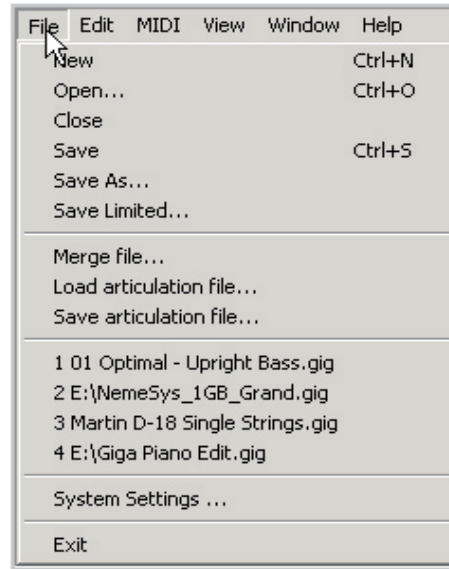 File Edit MIDI View Window Help
New Ctrl+N
Open... Ctrl+O
Close
Save Ctrl+S
Save As...
Save Limited...
Merge file...
Load articulation file...
Save articulation file...
1 01 Optimal - Upright Bass.gig
2 E:\NemeSys_1GB_Grand.gig
3 Martin D-18 Single Strings.gig
4 E:\Giga Piano Edit.gig
System Settings ...
Exit